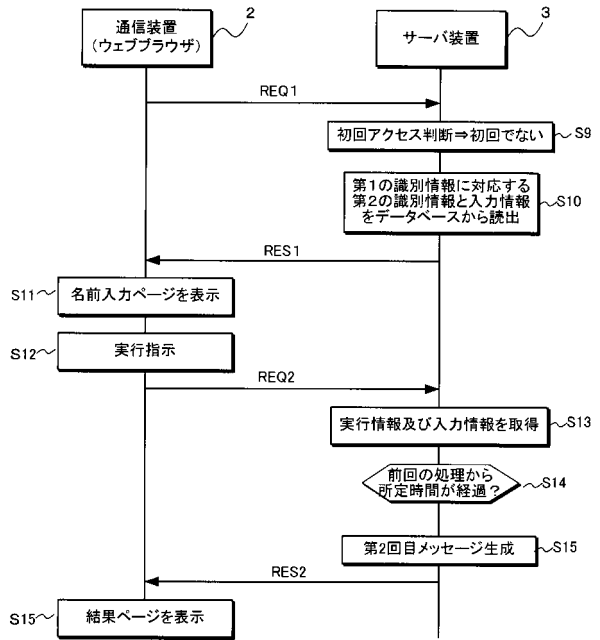 通信装置
(ウェブブラウザ)
2
サーバ装置
3
REQ1
初回アクセス判断⇒初回でない
S9
第1の識別情報に対応する
第2の識別情報と入力情報
をデータベースから読出
S10
RES1
S11
名前入力ページを表示
S12
実行指示
REQ2
実行情報及び入力情報を取得
S13
前回の処理から
所定時間が経過?
S14
第2回目メッセージ生成
S15
RES2
S15
結果ページを表示